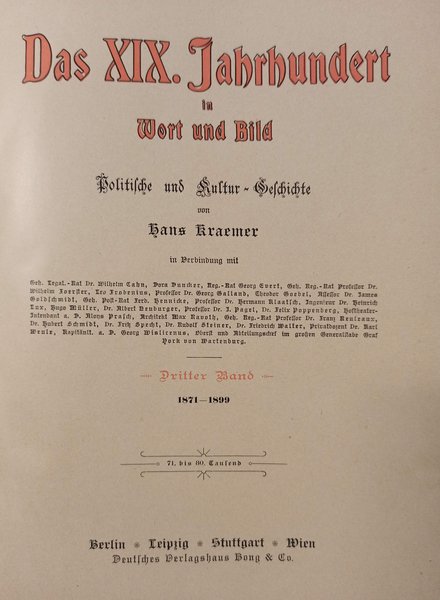 Das XIX. Jahrhundert
in
Wort und Bild
Politische und Kultur-Geschichte
von
Hans Kraemer
in Verbindung mit
Geh. Legat.-Rat Dr. Wilhelm Cahn, Dora Duncker, Reg.-Rat Georg Evert, Geh. Reg.-Rat Professor Dr.
Wilhelm Foerster, Leo Frobenius, Professor Dr. Georg Galland, Theodor Goebel, Assessor Dr. James
Goldschmidt, Geh. Post-Rat Ferd. Hennicke, Professor Dr. Hermann Klaatsch, Ingenieur Dr. Heinrich
Lux, Hugo Müller, Dr. Albert Neuburger, Professor Dr. J. Pagel, Dr. Felix Poppenberg, Hoftheater-
Intendant a. D. Aloys Prasch, Architekt Max Ravoth, Geh. Reg.-Rat Professor Dr. Franz Reuleaux,
Dr. Hubert Schmidt, Dr. Fritz Specht, Dr. Rudolf Steiner, Dr. Friedrich Walter, Privatdozent Dr. Karl
Weule, Kapitänlt. a. D. Georg Wislicenus, Oberst und Abteilungschef im großen Generalstabe Graf
York von Wartenburg.
Dritter Band
1871—1899
71. bis 80. Tausend
Berlin * Leipzig * Stuttgart * Wien
Deutsches Verlagshaus Bong & Co.